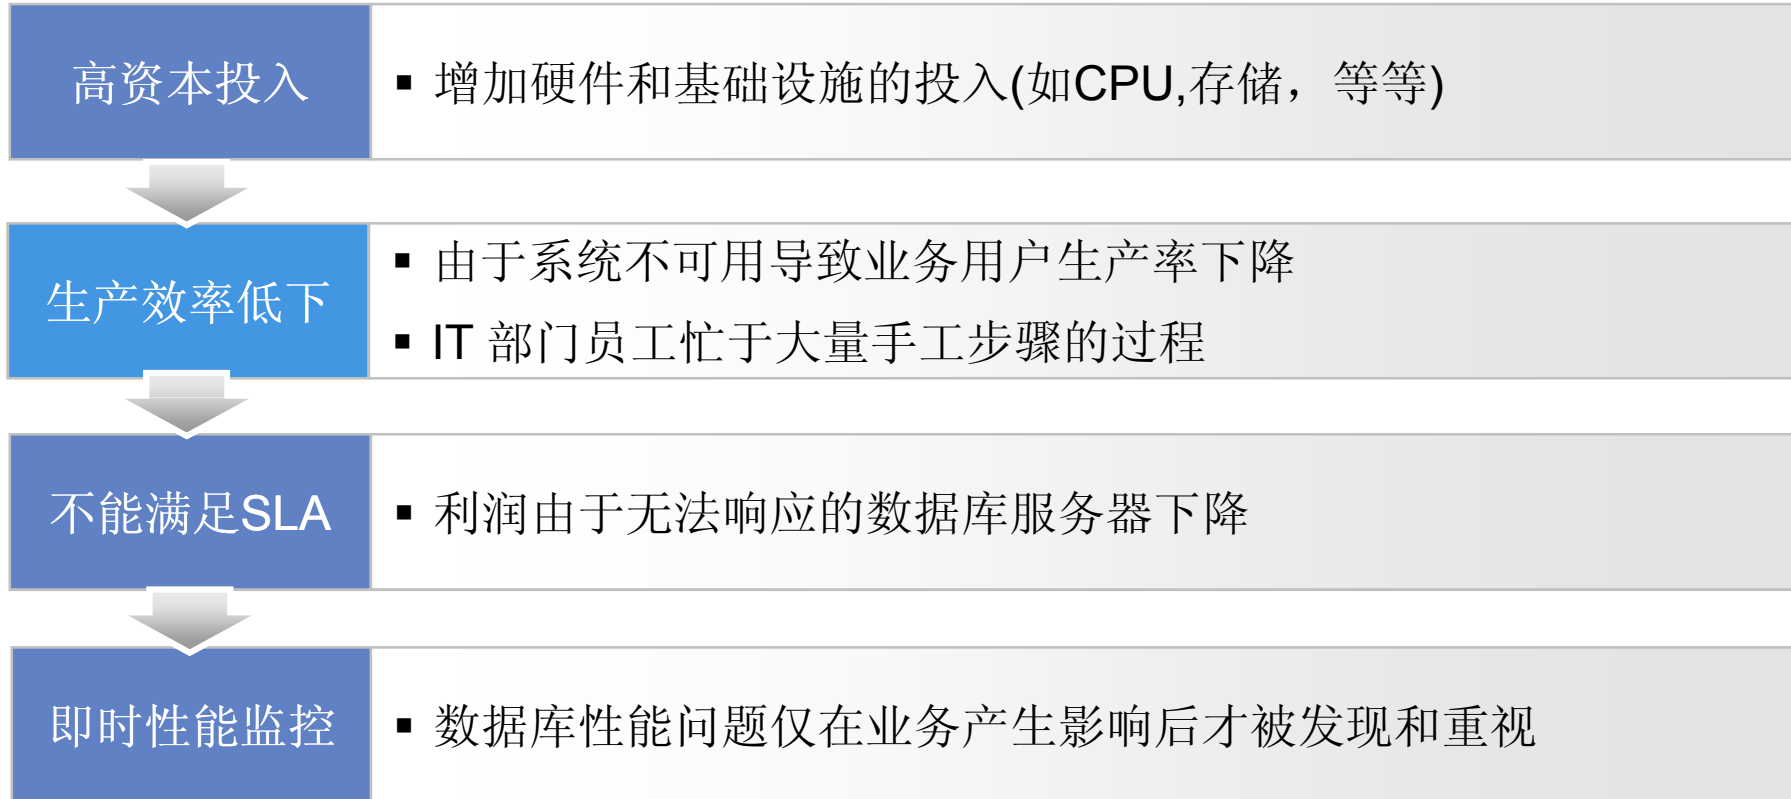 高资本投入
▪ 增加硬件和基础设施的投入(如CPU,存储，等等)
生产效率低下
▪ 由于系统不可用导致业务用户生产率下降
▪ IT 部门员工忙于大量手工步骤的过程
不能满足SLA
▪ 利润由于无法响应的数据库服务器下降
即时性能监控
▪ 数据库性能问题仅在业务产生影响后才被发现和重视